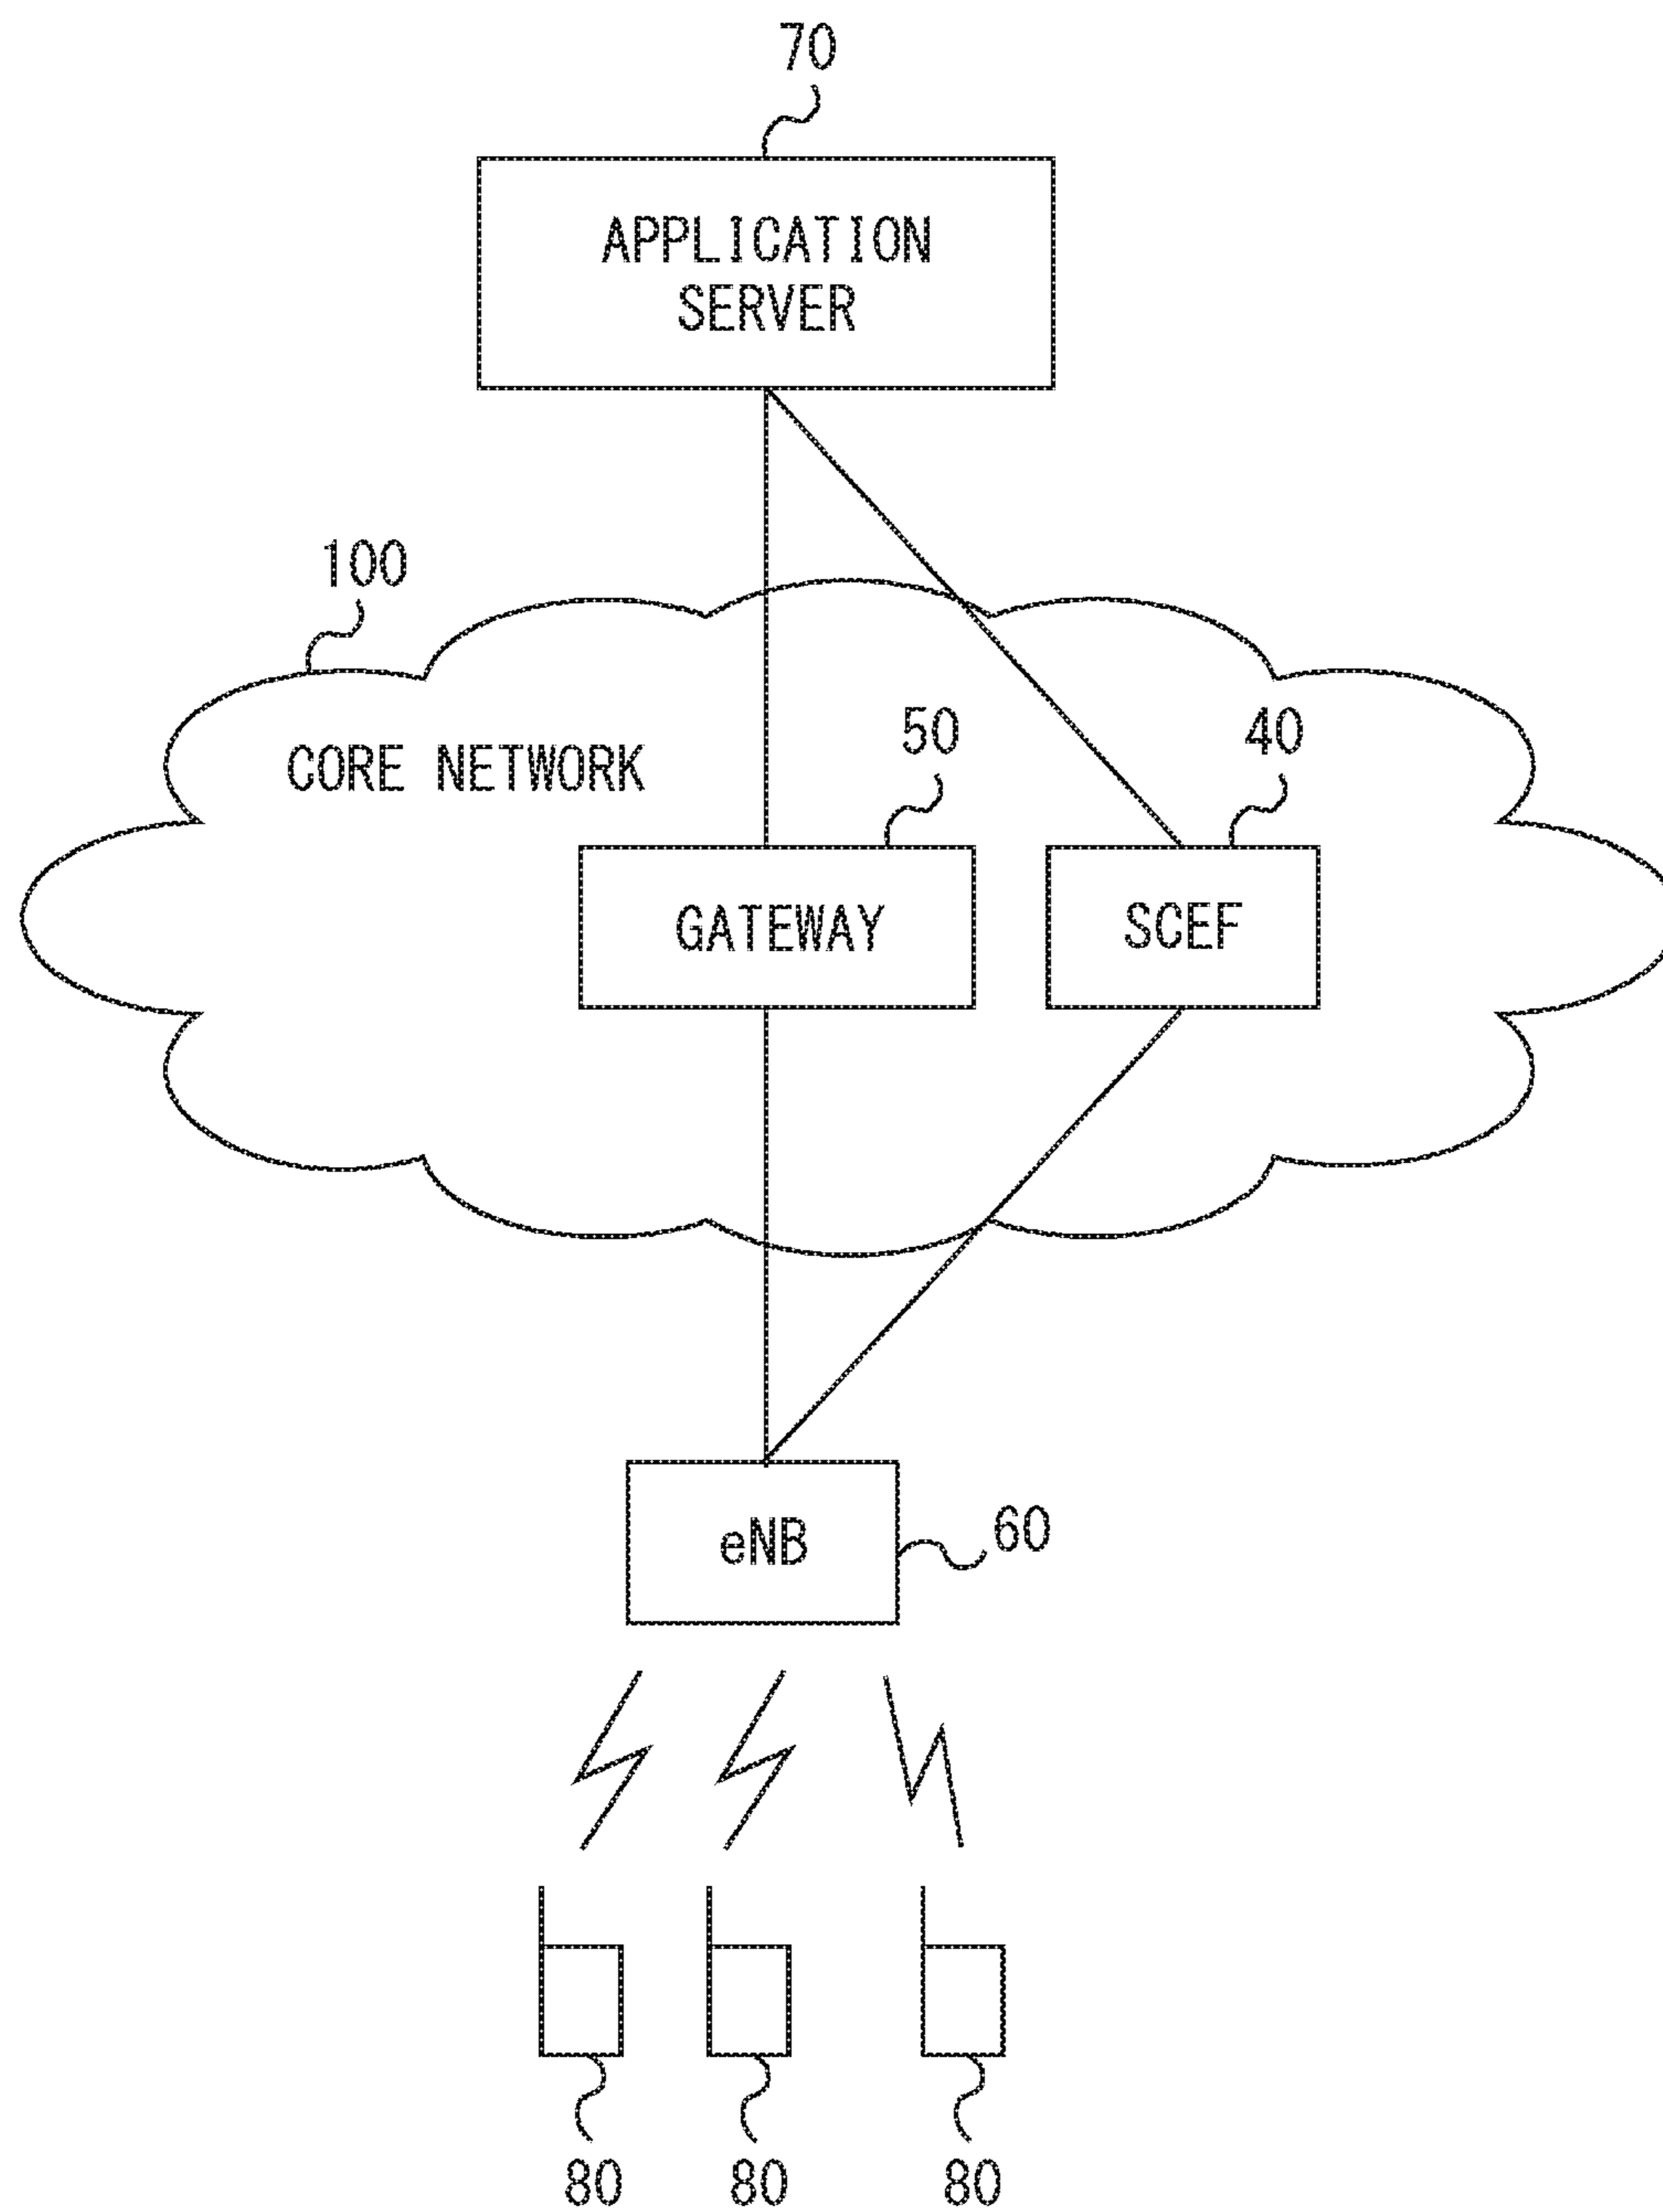 70
APPLICATION
SERVER
100
CORE NETWORK
50
40
GATEWAY
SCEF
eNB
60
80
80
80